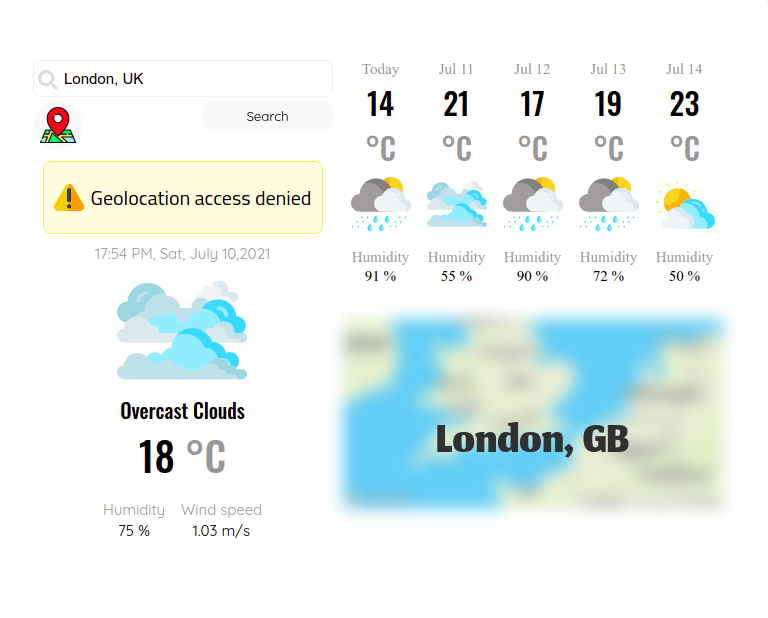 London, UK
Search
Geolocation access denied
17:54 PM, Sat, July 10,2021
Overcast Clouds
18 °C
Humidity Wind speed
75 % 1.03 m/s
Today Jul 11 Jul 12 Jul 13 Jul 14
14 21 17 19 23
°C °C °C °C °C
Humidity Humidity Humidity Humidity Humidity
91 % 55 % 90 % 72 % 50 %
London, GB